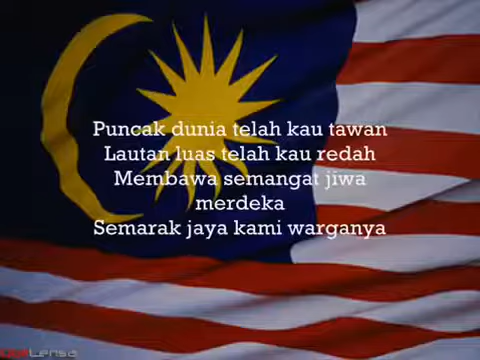 Puncak dunia telah kau tawan
Lautan luas telah kau redah
Membawa semangat jiwa
merdeka
Semarak jaya kami warganya